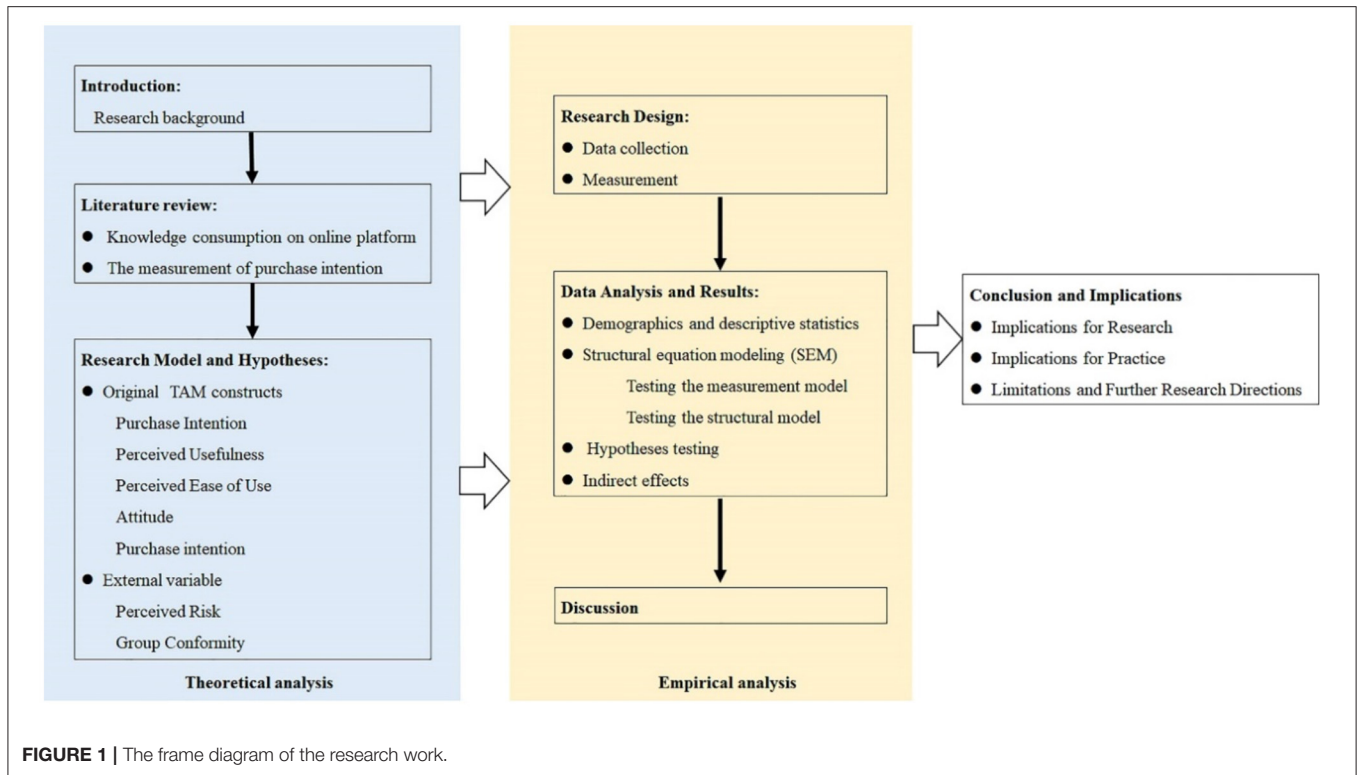 Introduction:
Research background
Literature review:
● Knowledge consumption on online platform
● The measurement of purchase intention
Research Model and Hypotheses:
● Original TAM constructs
Purchase Intention
Perceived Usefulness
Perceived Ease of Use
Attitude
Purchase intention
● External variable
Perceived Risk
Group Conformity
Theoretical analysis
Research Design:
● Data collection
● Measurement
Data Analysis and Results:
● Demographics and descriptive statistics
● Structural equation modeling (SEM)
Testing the measurement model
Testing the structural model
● Hypotheses testing
● Indirect effects
Discussion
Empirical analysis
Conclusion and Implications
● Implications for Research
● Implications for Practice
● Limitations and Further Research Directions
FIGURE 1 | The frame diagram of the research work.